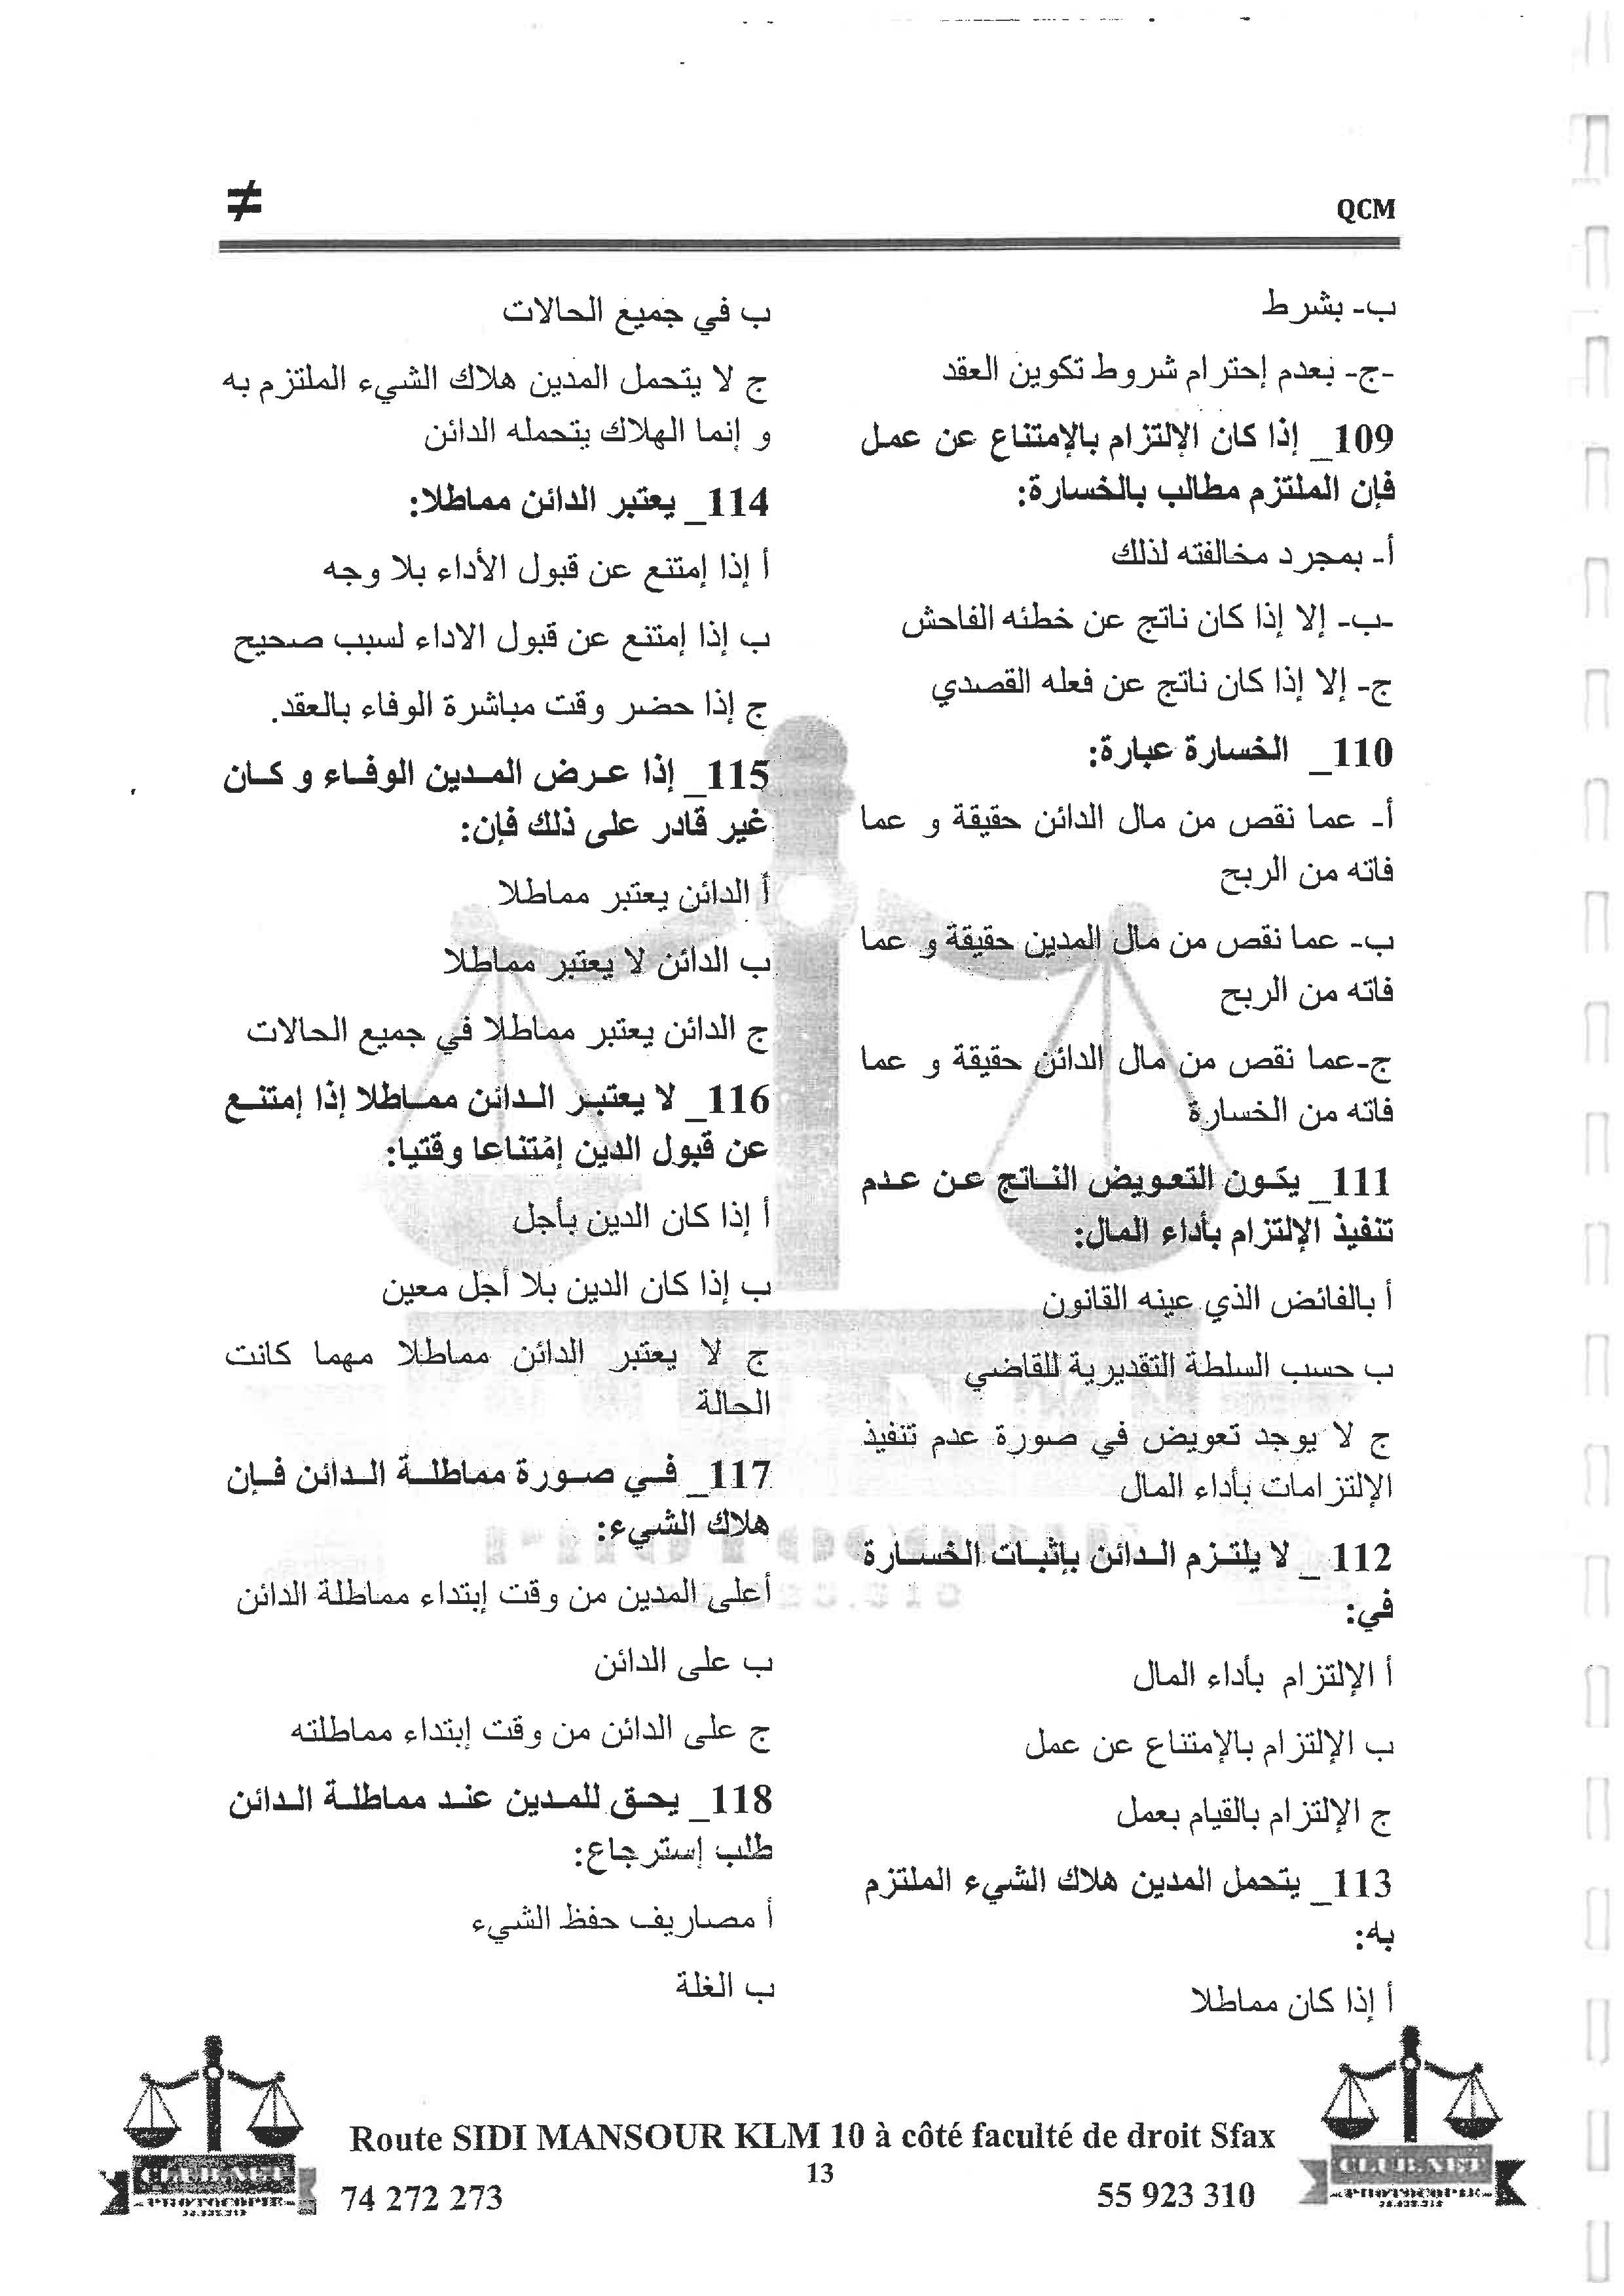 ≠
QCM
ب- بشرط
-ج- بعدم إحترام شروط تكوين العقد
109_ إذا كان الإلتزام بالإمتناع عن عمل
فإن الملتزم مطالب بالخسارة:
أ- بمجرد مخالفته لذلك
-ب- إلا إذا كان ناتج عن خطئه الفاحش
ج- إلا إذا كان ناتج عن فعله القصدي
110_ الخسارة عبارة:
أ- عما نقص من مال الدائن حقيقة و عما
فاته من الربح
ب- عما نقص من مال المدين حقيقة و عما
فاته من الربح
ج-عما نقص من مال الدائن حقيقة و عما
فاته من الخسارة
111_ يكون التعويض الناتج عن عدم
تنفيذ الإلتزام بأداء المال:
أ بالفائض الذي عينه القانون
ب حسب السلطة التقديرية للقاضي
ج لا يوجد تعويض في صورة عدم تنفيذ
الإلتزامات بأداء المال
112 _ لا يلتزم الدائن بإثبات الخسارة
في:
أ الإلتزام بأداء المال
ب الإلتزام بالإمتناع عن عمل
ج الإلتزام بالقيام بعمل
113_ يتحمل المدين هلاك الشيء الملتزم
به:
أ إذا كان مماطلا
ب في جميع الحالات
ج لا يتحمل المدين هلاك الشيء الملتزم به
و إنما الهلاك يتحمله الدائن
114_ يعتبر الدائن مماطلا:
أ إذا إمتنع عن قبول الأداء بلا وجه
ب إذا إمتنع عن قبول الاداء لسبب صحيح
ج إذا حضر وقت مباشرة الوفاء بالعقد.
115_ إذا عرض المدين الوفاء و كان
غير قادر على ذلك فإن:
أ الدائن يعتبر مماطلا
ب الدائن لا يعتبر مماطلا
ج الدائن يعتبر مماطلا في جميع الحالات
116_ لا يعتبر الدائن مماطلا إذا إمتنع
عن قبول الدين إمتناعا وقتيا:
أ إذا كان الدين بأجل
ب إذا كان الدين بلا أجل معين
ج لا يعتبر الدائن مماطلا مهما كانت
الحالة
117_ في صورة مماطلة الدائن فإن
هلاك الشيء:
أعلى المدين من وقت إبتداء مماطلة الدائن
ب على الدائن
ج على الدائن من وقت إبتداء مماطلته
118_ يحق للمدين عند مماطلة الدائن
طلب إسترجاع:
أ مصاريف حفظ الشيء
ب الغلة
Route SIDI MANSOUR KLM 10 à côté faculté de droit Sfax
13
74 272 273
55 923 310
CLUB.NET
PHOTOCOPIE
CLUB.NET
PHOTOCOPIE